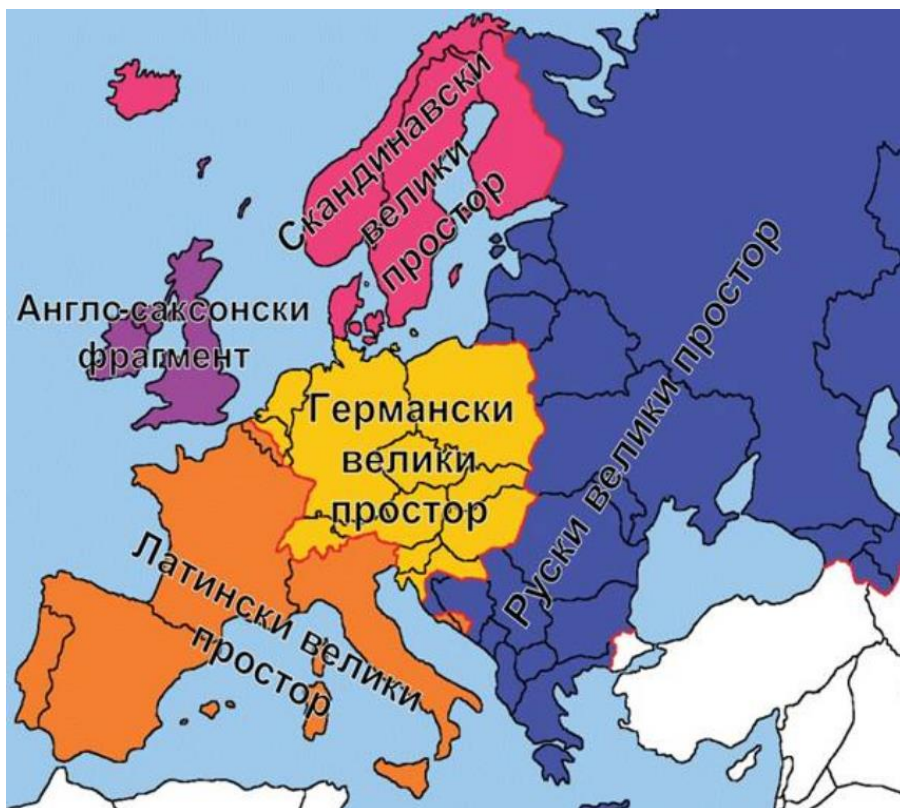 Скандинавски
велики
простор
Англо-саксонски
фрагмент
Германски
велики
простор
Руски велики простор
Латински велики
простор